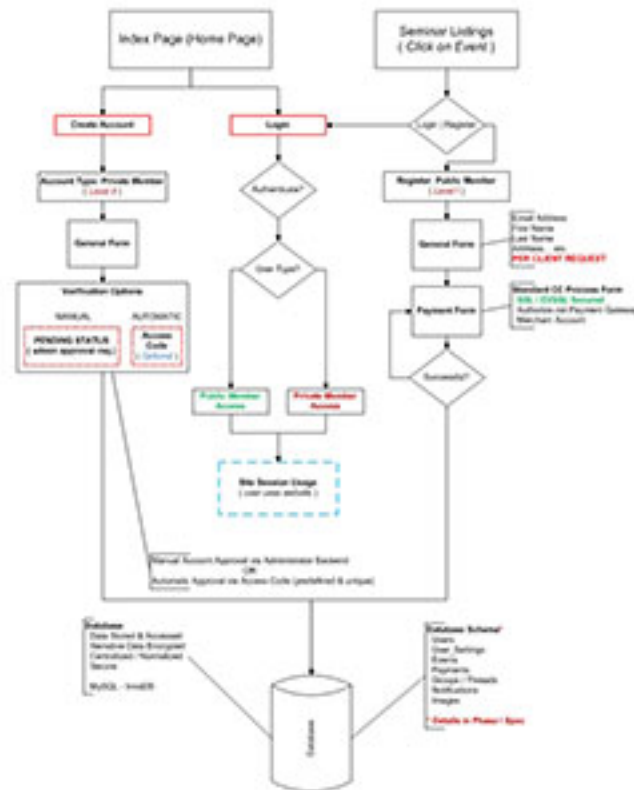 Index Page (Home Page)
Seminar Listings
( Click on Event )
Create Account
Login
Login / Register
Account Type: Private Member
Authenticate?
Register Public Member
( Level 1 )
General Form
General Form
Email Address
First Name
Last Name
Address... etc
PER CLIENT REQUEST
User Type?
Verification Options
MANUAL
AUTOMATIC
PENDING STATUS
( admin approval req. )
Access
Code
( Optional )
Payment Form
Standard CC Process Form
SSL / EVSSL Secured
Authorize.net Payment Gateway
Merchant Account
Successful?
Public Member
Access
Private Member
Access
Site Session Usage
( user uses website )
Manual Account Approval via Administrator Backend
OR
Automatic Approval via Access Code (predefined & unique)
Database
Data Stored & Accessed
Sensitive Data Encrypted
Centralized / Normalized
Secure
MySQL - InnoDB
Database Schema*
Users
User_Settings
Events
Payments
Groups / Threads
Notifications
Images
* Details in Phase I Spec
Database